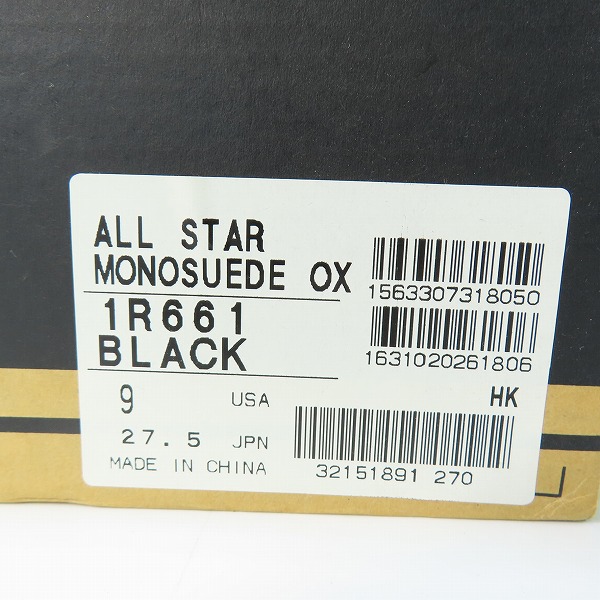 ALL STAR
MONOSUEDE OX
1563307318050
1R661
BLACK
1631020261806
9 USA
HK
27.5 JPN
MADE IN CHINA
32151891 270